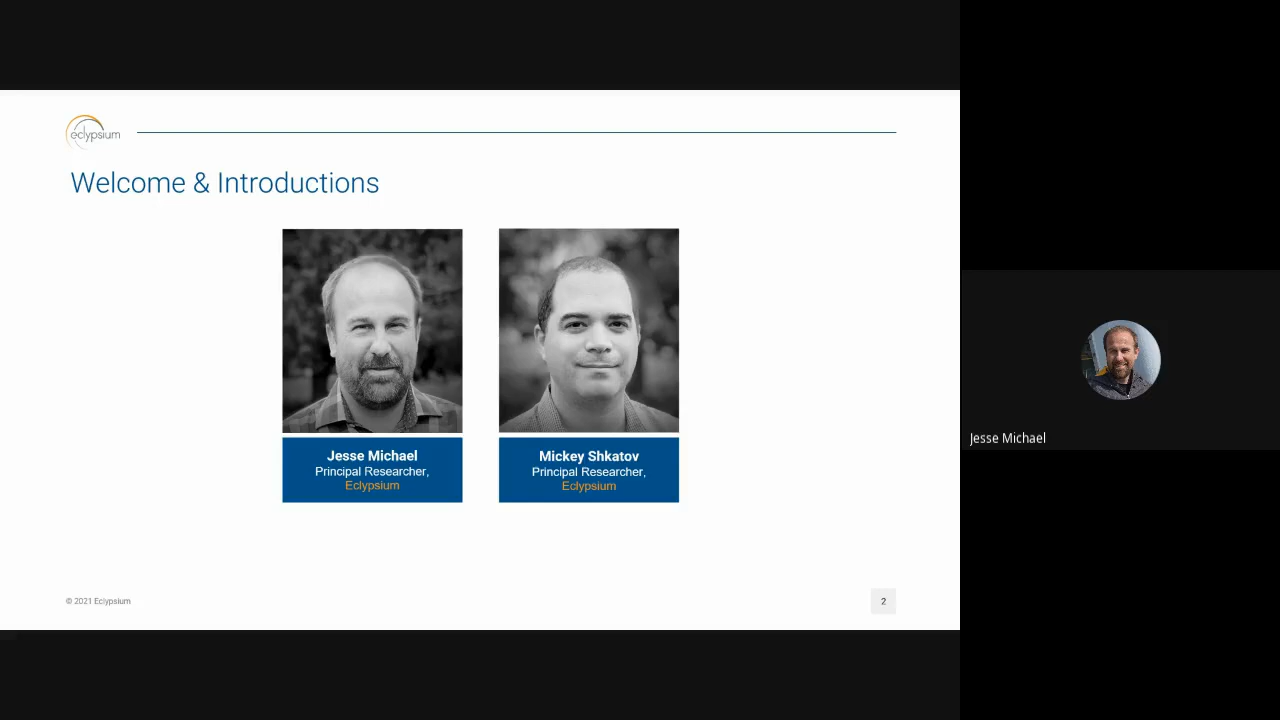 eclypsium
Welcome & Introductions
Jesse Michael
Principal Researcher,
Eclypsium
Mickey Shkatov
Principal Researcher,
Eclypsium
Jesse Michael
© 2021 Eclypsium
2